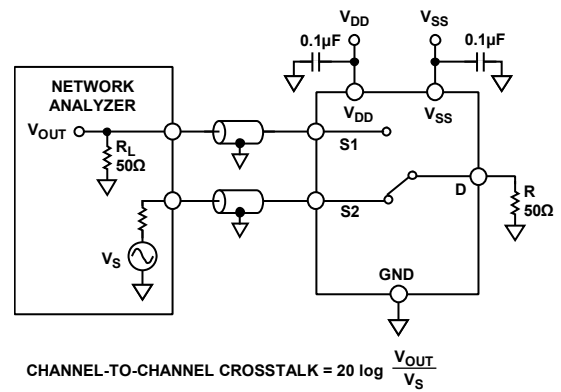 V_DD V_SS
0.1µF 0.1µF
NETWORK
ANALYZER
V_OUT
R_L
50Ω
V_S
V_DD V_SS
S1
S2
D
R
50Ω
GND
CHANNEL-TO-CHANNEL CROSSTALK = 20 log V_OUT
V_S